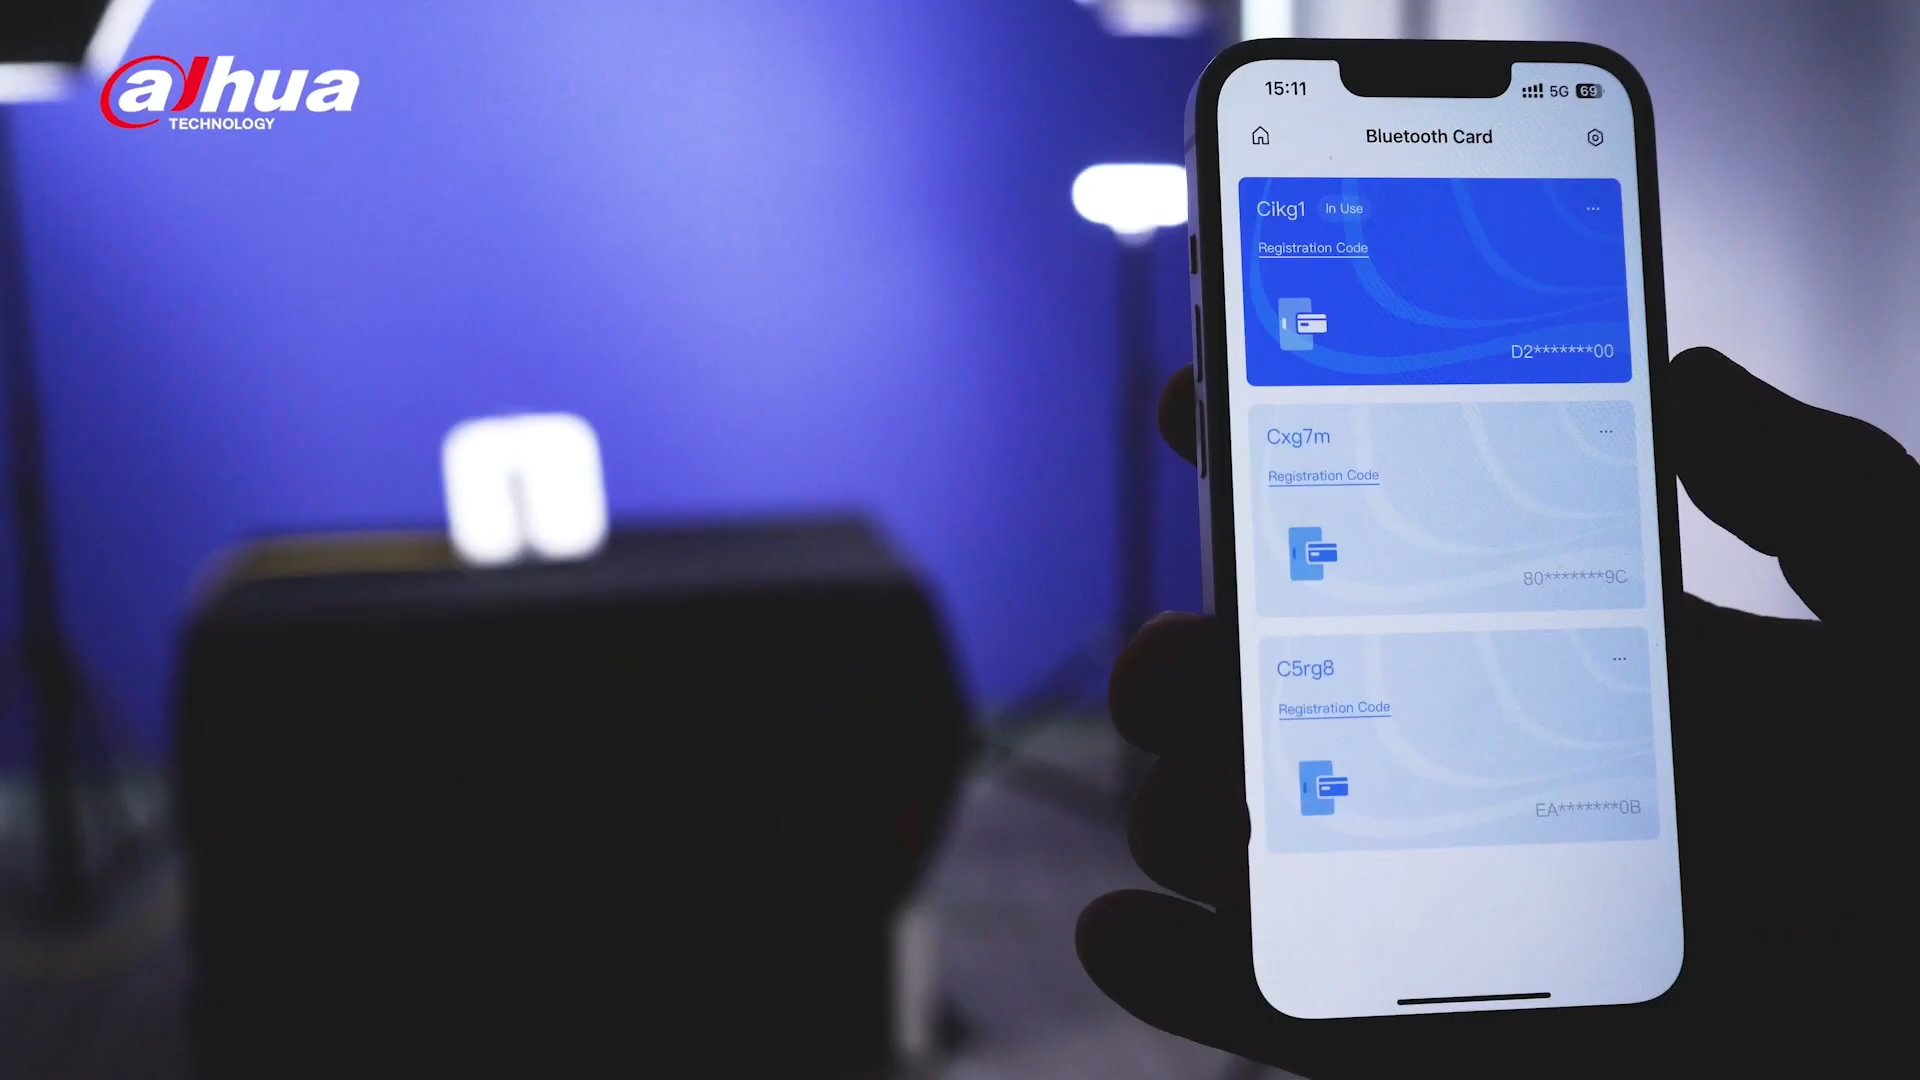 alhua
TECHNOLOGY
15:11
5G 69
Bluetooth Card
Cikg1 In Use
Registration Code
D2*******00
Cxg7m
Registration Code
80*******9C
C5rg8
Registration Code
EA*******0B